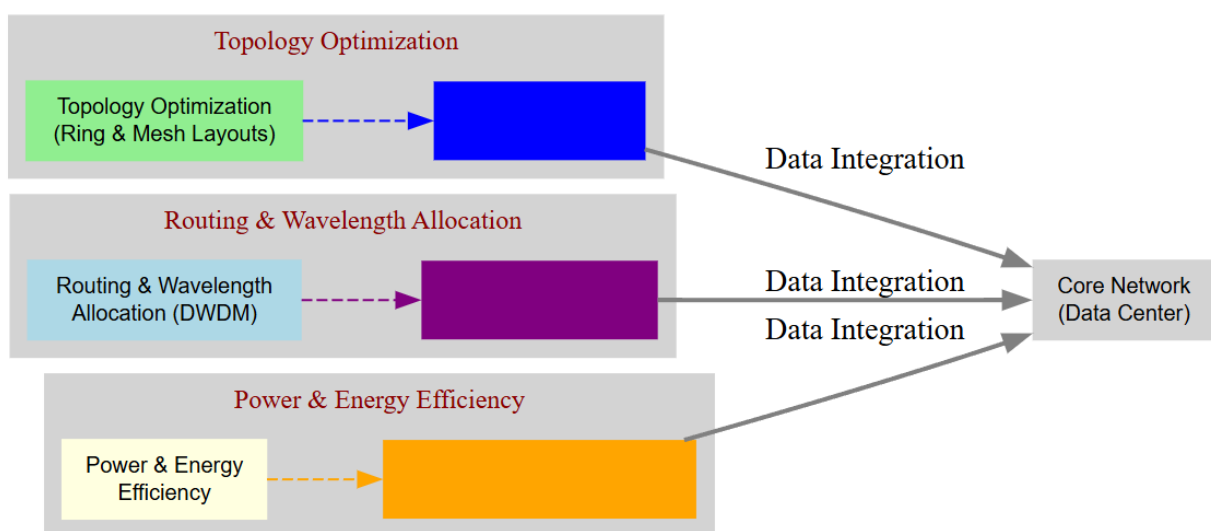 Topology Optimization
Topology Optimization
(Ring & Mesh Layouts)
Data Integration
Routing & Wavelength Allocation
Routing & Wavelength
Allocation (DWDM)
Data Integration
Core Network
(Data Center)
Data Integration
Power & Energy Efficiency
Power & Energy
Efficiency